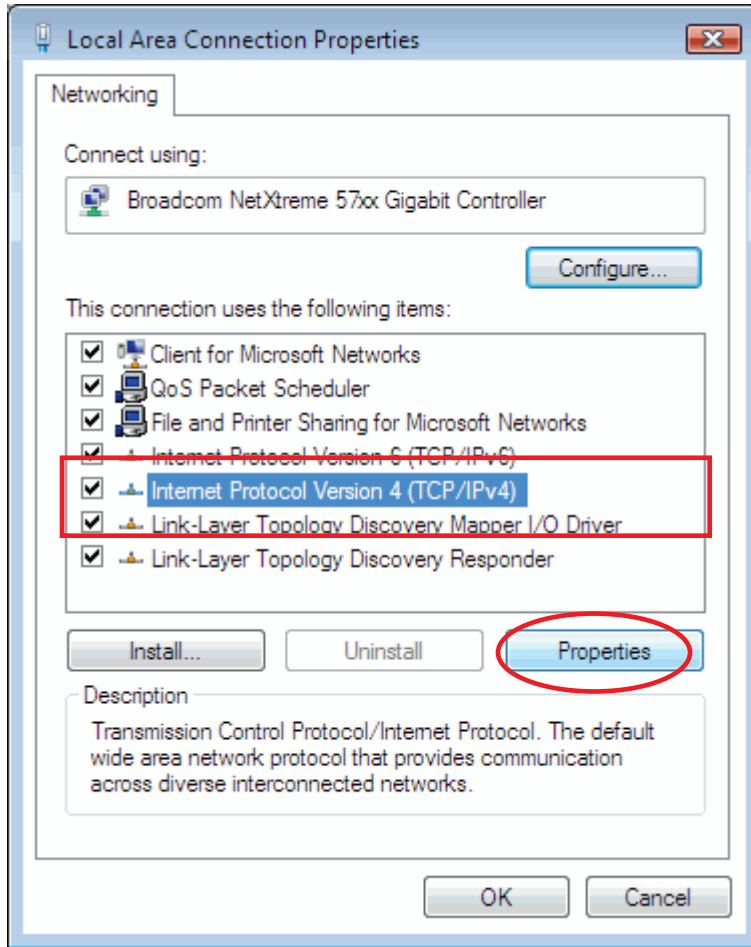 Local Area Connection Properties
Networking
Connect using:
Broadcom NetXtreme 57xx Gigabit Controller
Configure...
This connection uses the following items:
Client for Microsoft Networks
QoS Packet Scheduler
File and Printer Sharing for Microsoft Networks
Internet Protocol Version 6 (TCP/IPv6)
Internet Protocol Version 4 (TCP/IPv4)
Link-Layer Topology Discovery Mapper I/O Driver
Link-Layer Topology Discovery Responder
Install...
Uninstall
Properties
Description
Transmission Control Protocol/Internet Protocol. The default
wide area network protocol that provides communication
across diverse interconnected networks.
OK
Cancel